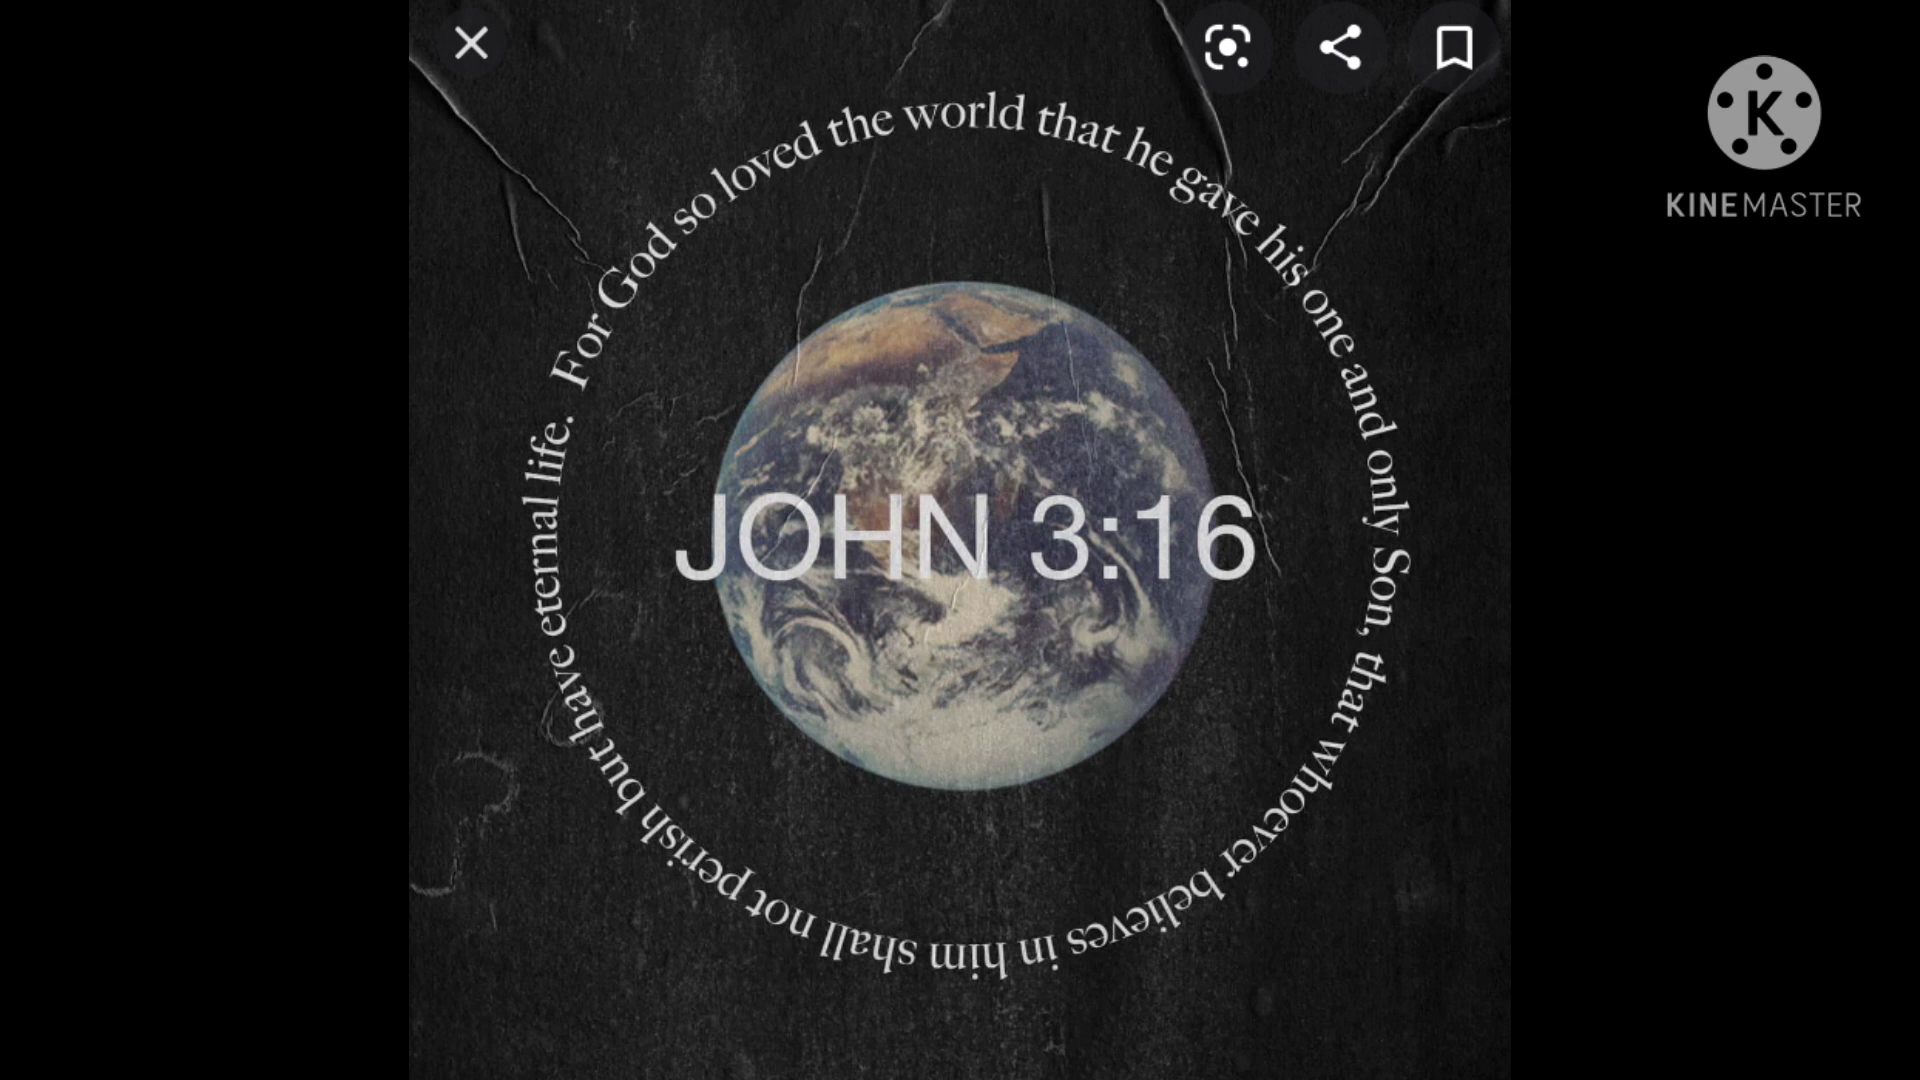 For God so loved the world that he gave his one and only Son, that whoever believes in him shall not perish but have eternal life.
JOHN 3:16
K
KINEMASTER